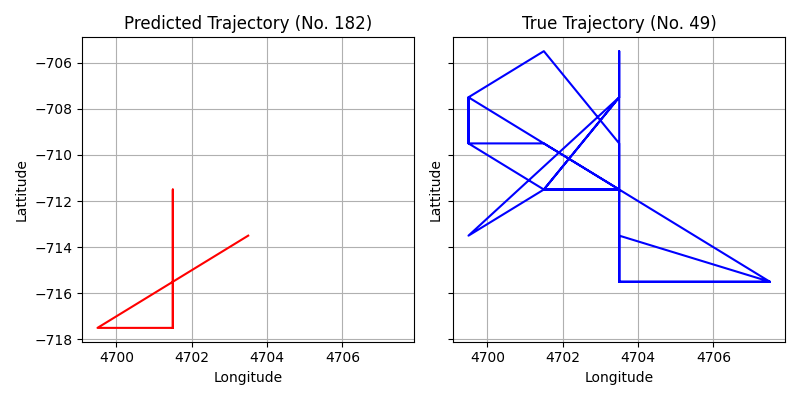 Predicted Trajectory (No. 182)
True Trajectory (No. 49)
−706
−708
−710
−712
−714
−716
−718
Lattitude
Lattitude
4700
4702
4704
4706
4700
4702
4704
4706
Longitude
Longitude